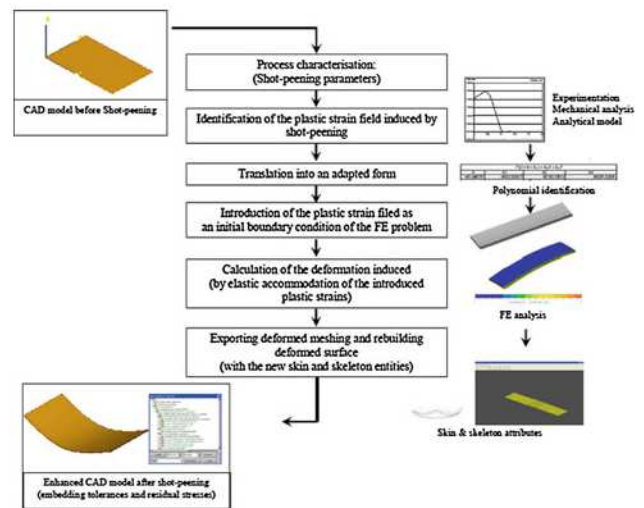 CAD model before Shot-peening
Process characterisation:
(Shot-peening parameters)
Identification of the plastic strain field induced by
shot-peening
Translation into an adapted form
Introduction of the plastic strain filed as
an initial boundary condition of the FE problem
Calculation of the deformation induced
(by elastic accommodation of the introduced
plastic strains)
Exporting deformed meshing and rebuilding
deformed surface
(with the new skin and skeleton entities)
Enhanced CAD model after shot-peening
(embedding tolerances and residual stresses)
Experimentation
Mechanical analysis
Analytical model
Polynomial identification
FE analysis
Skin & skeleton attributes